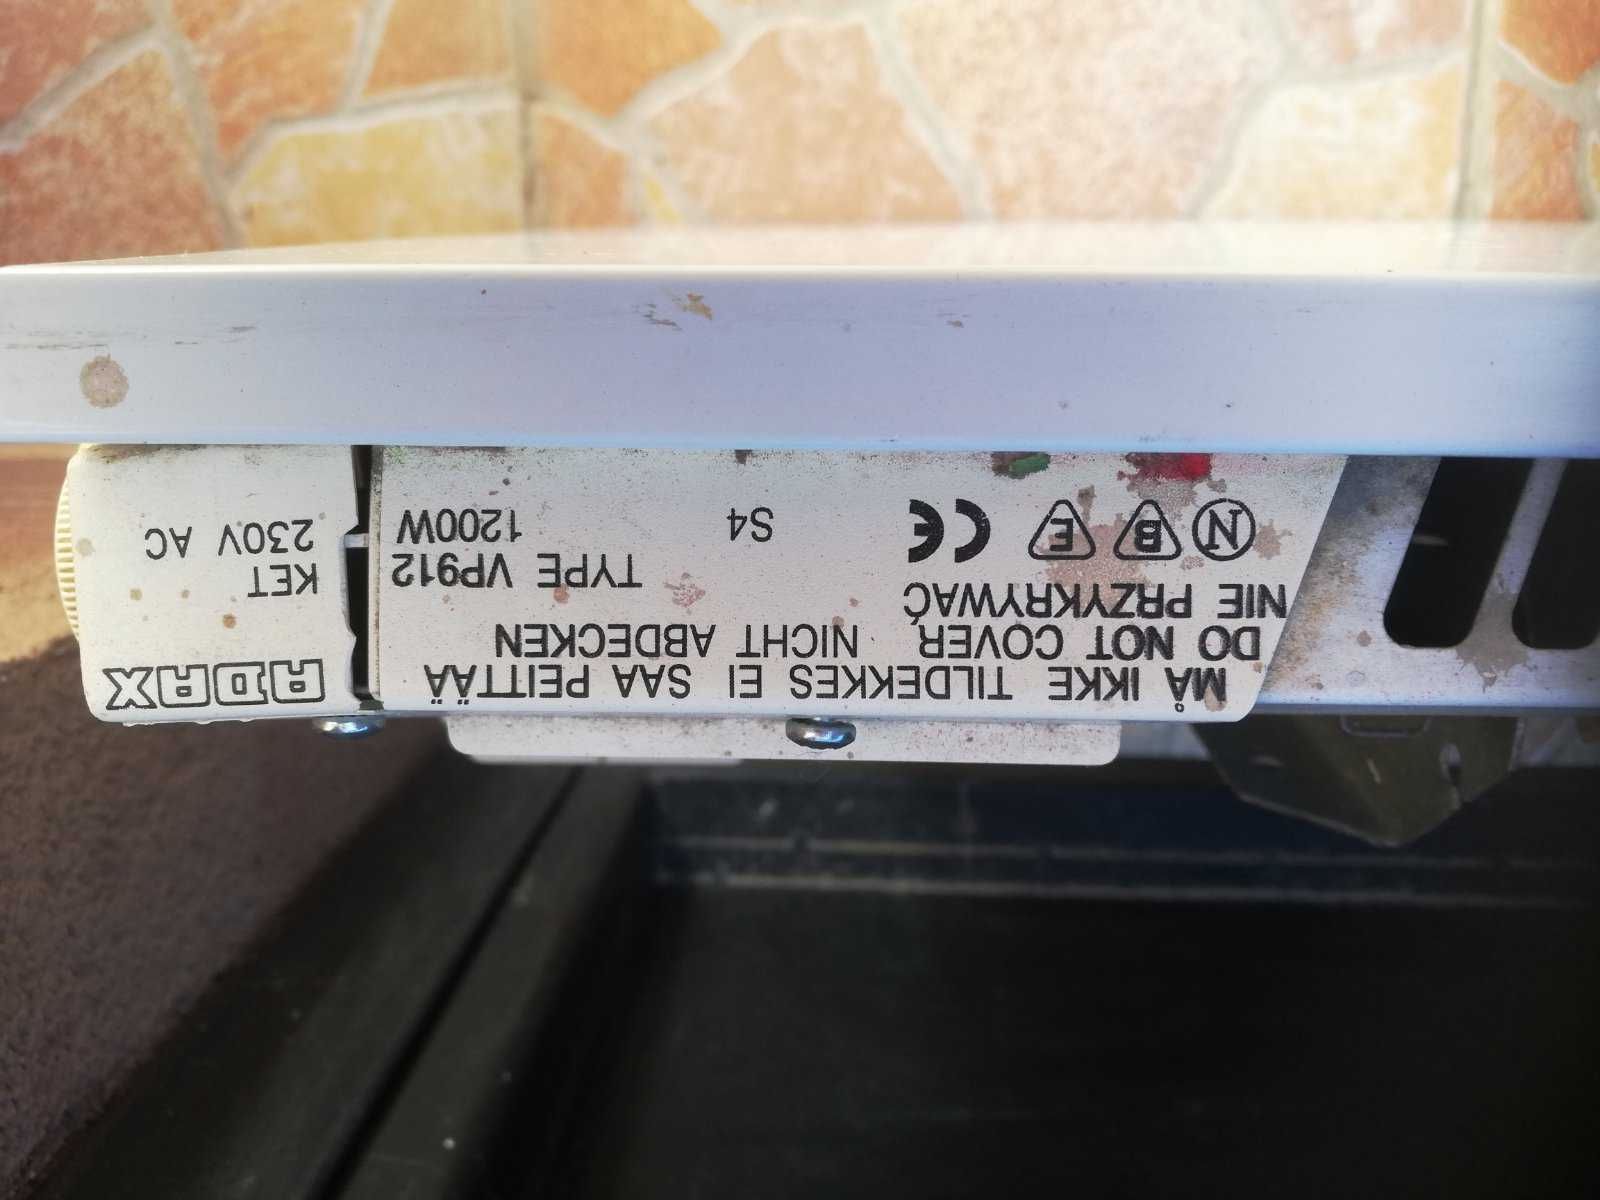 MÅ IKKE TILDEKKES EI SAA PEITTÄÄ
DO NOT COVER NICHT ABDECKEN
NIE PRZYKRYWAĆ
TYPE VP912
N B E CE S4 1200W
ADAX
KET
230V AC